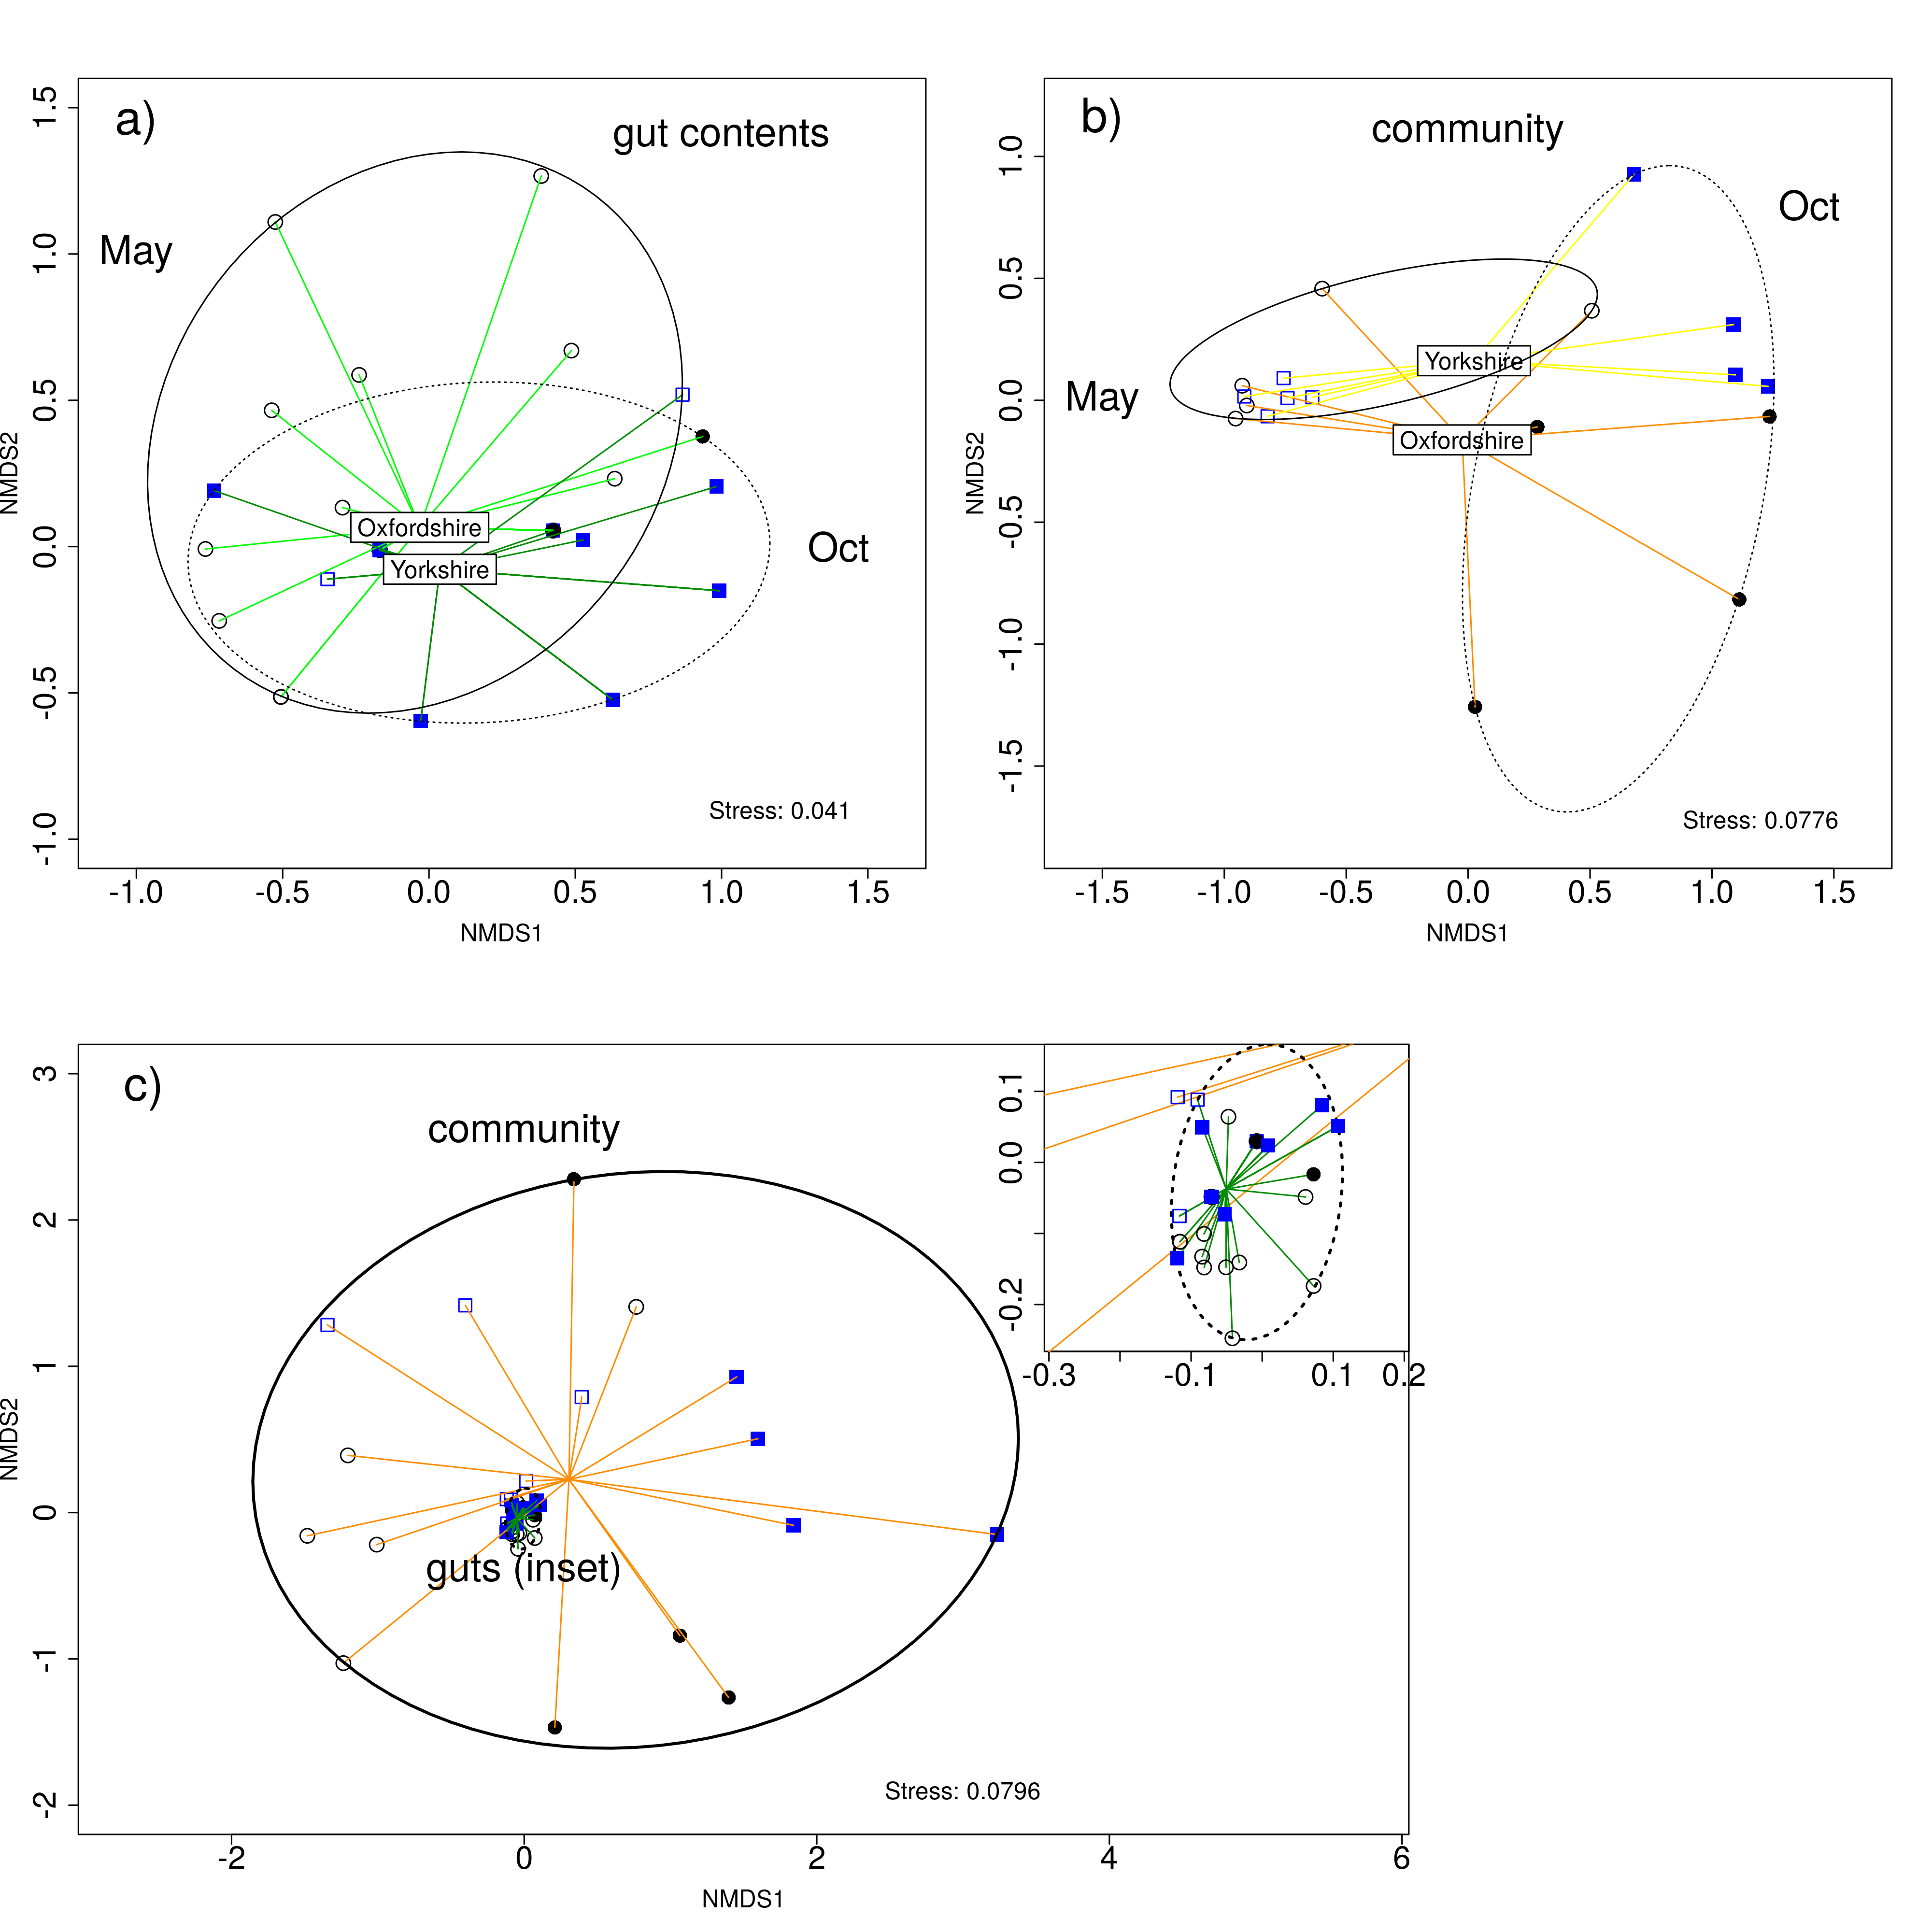 a)
gut contents
May
Oct
Oxfordshire
Yorkshire
Stress: 0.041
1.5
1.0
0.5
0.0
-0.5
-1.0
NMDS2
-1.0 -0.5 0.0 0.5 1.0 1.5
NMDS1
b)
community
Oct
May
Yorkshire
Oxfordshire
Stress: 0.0776
1.0
0.5
0.0
-0.5
-1.0
-1.5
NMDS2
-1.5 -1.0 -0.5 0.0 0.5 1.0 1.5
NMDS1
c)
community
guts (inset)
Stress: 0.0796
3
2
1
0
-1
-2
NMDS2
-2 0 2 4 6
NMDS1
0.1
0.0
-0.2
-0.3 -0.1 0.1 0.2